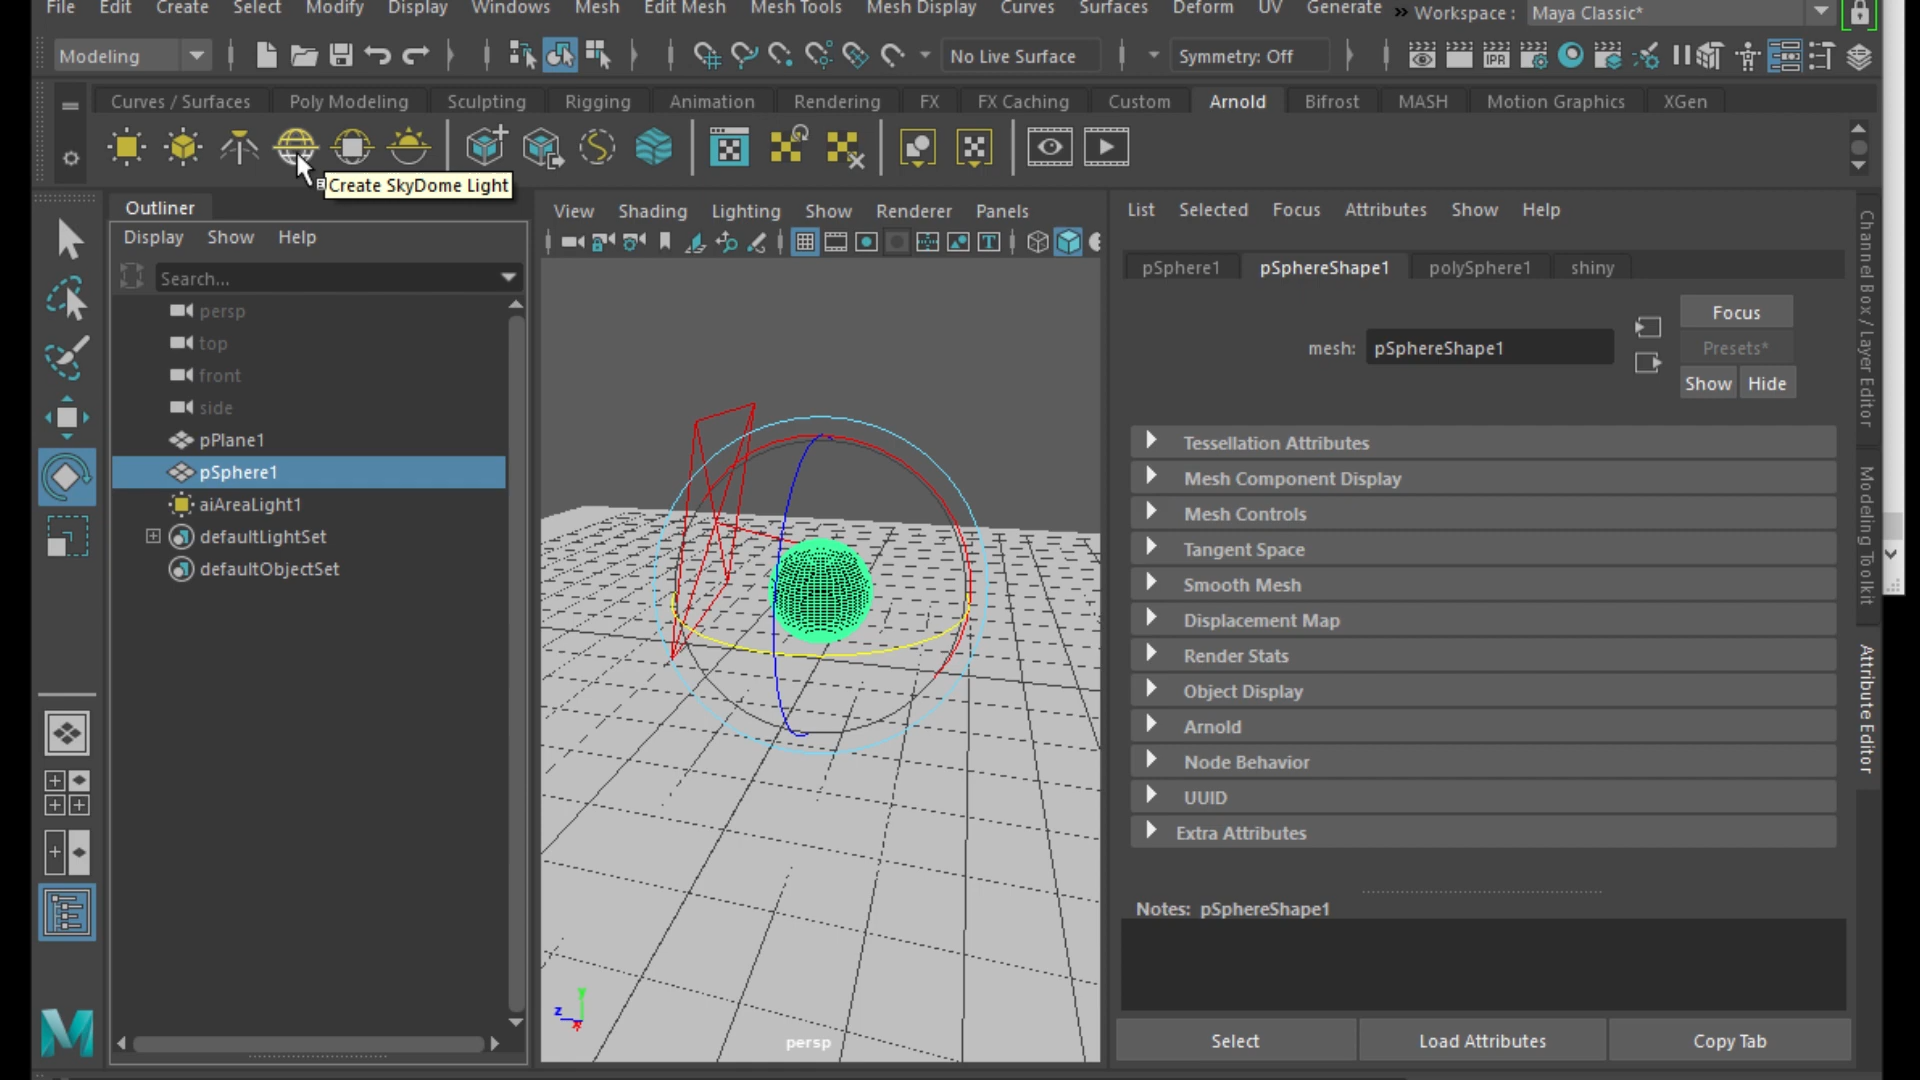 File Edit Create Select Modify Display Windows Mesh Edit Mesh Mesh Tools Mesh Display Curves Surfaces Deform UV Generate » Workspace : Maya Classic*
Modeling IPR No Live Surface Symmetry: Off
Curves / Surfaces Poly Modeling Sculpting Rigging Animation Rendering FX FX Caching Custom Arnold Bifrost MASH Motion Graphics XGen
Create SkyDome Light
Outliner
Display Show Help
Search...
persp
top
front
side
pPlane1
pSphere1
aiAreaLight1
defaultLightSet
defaultObjectSet
View Shading Lighting Show Renderer Panels
persp
y
z
x
List Selected Focus Attributes Show Help
pSphere1 pSphereShape1 polySphere1 shiny
mesh: pSphereShape1
Focus
Presets*
Show Hide
Tessellation Attributes
Mesh Component Display
Mesh Controls
Tangent Space
Smooth Mesh
Displacement Map
Render Stats
Object Display
Arnold
Node Behavior
UUID
Extra Attributes
Notes: pSphereShape1
Select Load Attributes Copy Tab
Channel Box / Layer Editor
Modeling Toolkit
Attribute Editor